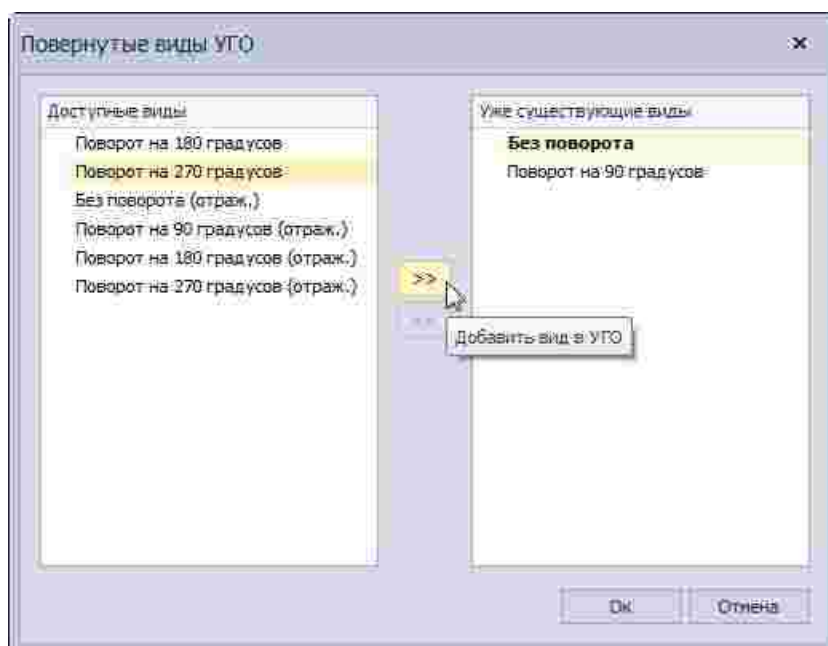 Повернутые виды УГО
Доступные виды
Поворот на 180 градусов
Поворот на 270 градусов
Без поворота (отраж.)
Поворот на 90 градусов (отраж.)
Поворот на 180 градусов (отраж.)
Поворот на 270 градусов (отраж.)
>>
<<
Добавить вид в УГО
Уже существующие виды
Без поворота
Поворот на 90 градусов
Ок
Отмена